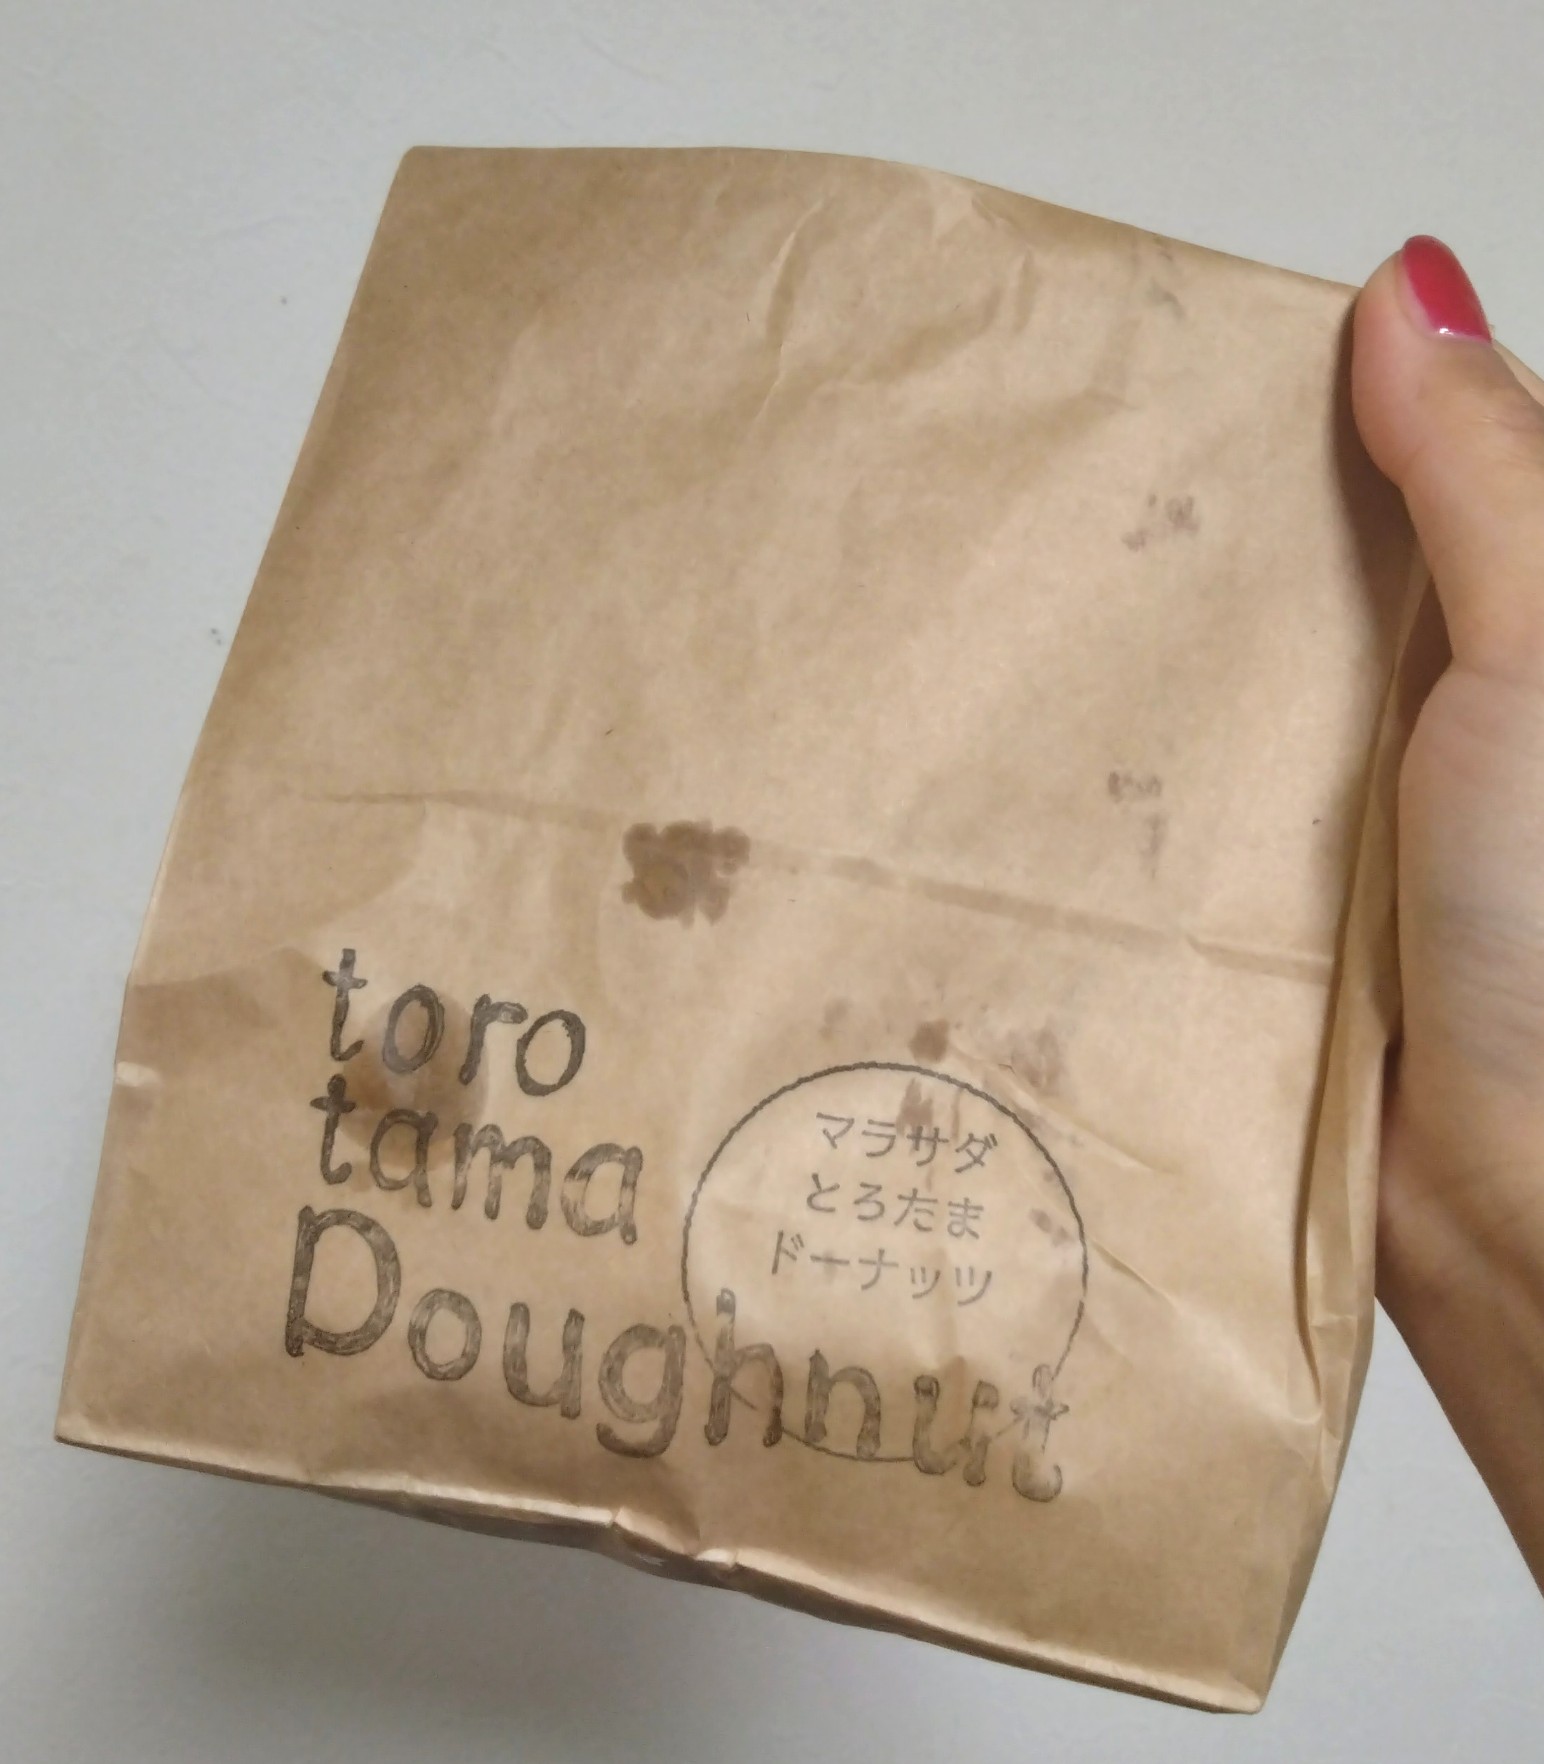 toro
tama
Doughnut
マラサダ
とろたま
ドーナッツ